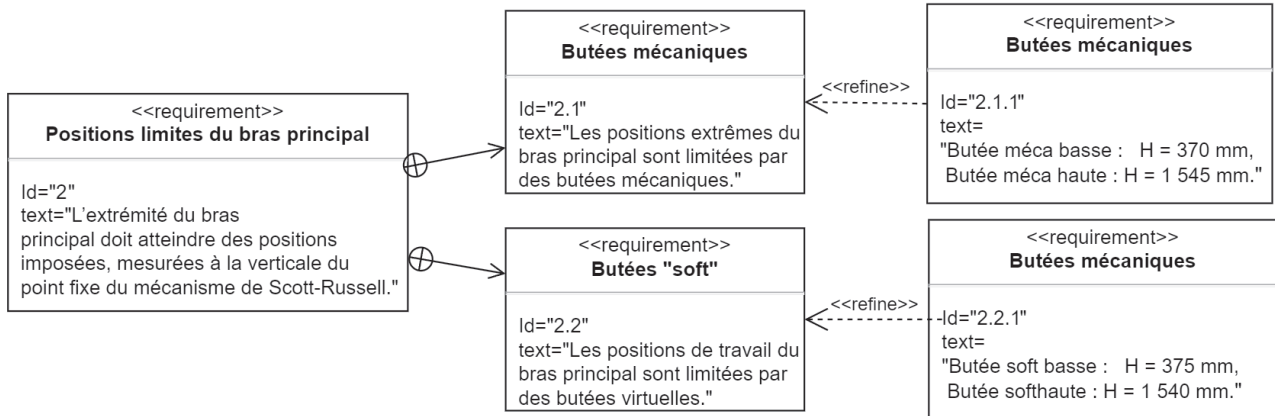 <<requirement>>
Positions limites du bras principal
Id="2"
text="L'extrémité du bras
principal doit atteindre des positions
imposées, mesurées à la verticale du
point fixe du mécanisme de Scott-Russell."
<<requirement>>
Butées mécaniques
Id="2.1"
text="Les positions extrêmes du
bras principal sont limitées par
des butées mécaniques."
<<refine>>
<<requirement>>
Butées mécaniques
Id="2.1.1"
text=
"Butée méca basse : H = 370 mm,
Butée méca haute : H = 1 545 mm."
<<requirement>>
Butées "soft"
Id="2.2"
text="Les positions de travail du
bras principal sont limitées par
des butées virtuelles."
<<refine>>
<<requirement>>
Butées mécaniques
Id="2.2.1"
text=
"Butée soft basse : H = 375 mm,
Butée softhaute : H = 1 540 mm."